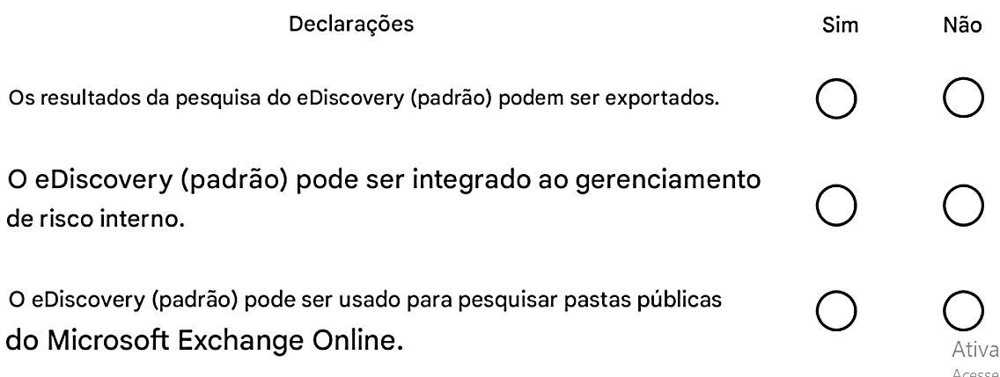 Declarações Sim Não
Os resultados da pesquisa do eDiscovery (padrão) podem ser exportados.
O eDiscovery (padrão) pode ser integrado ao gerenciamento
de risco interno.
O eDiscovery (padrão) pode ser usado para pesquisar pastas públicas
do Microsoft Exchange Online.
Ativa
Acesse